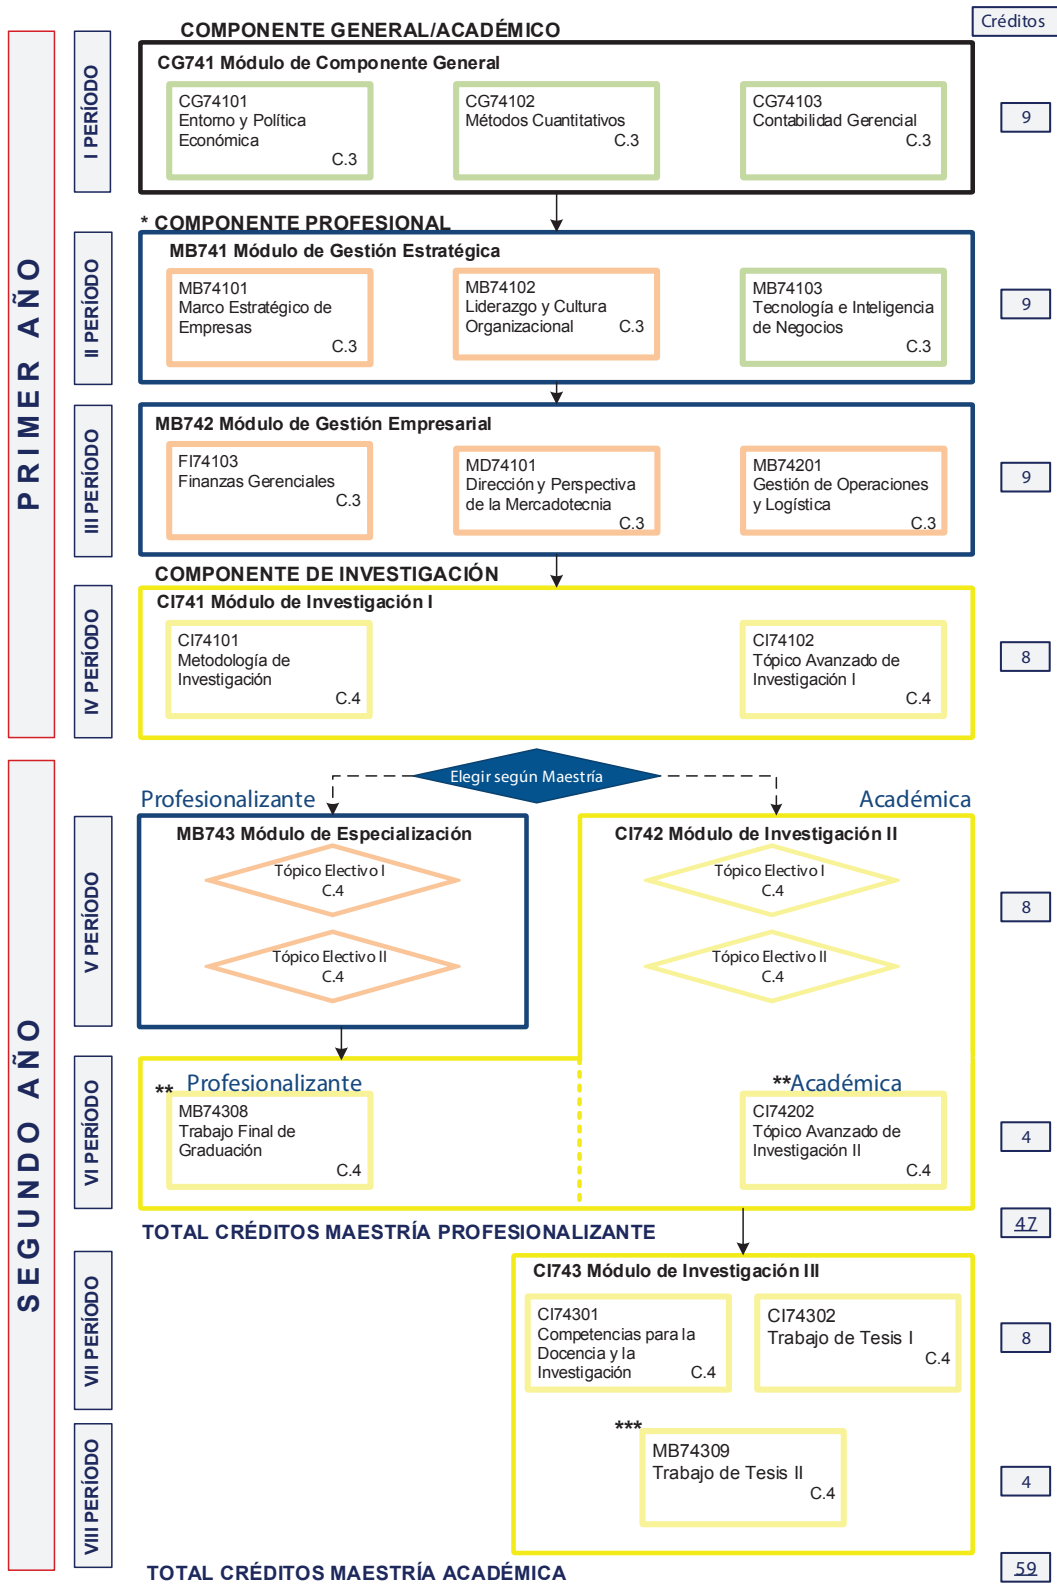 COMPONENTE GENERAL/ACADÉMICO
Créditos
PRIMER AÑO
I PERÍODO
CG741 Módulo de Componente General
CG74101
Entorno y Política
Económica
C.3
CG74102
Métodos Cuantitativos
C.3
CG74103
Contabilidad Gerencial
C.3
9
* COMPONENTE PROFESIONAL
II PERÍODO
MB741 Módulo de Gestión Estratégica
MB74101
Marco Estratégico de
Empresas
C.3
MB74102
Liderazgo y Cultura
Organizacional
C.3
MB74103
Tecnología e Inteligencia
de Negocios
C.3
9
III PERÍODO
MB742 Módulo de Gestión Empresarial
FI74103
Finanzas Gerenciales
C.3
MD74101
Dirección y Perspectiva
de la Mercadotecnia
C.3
MB74201
Gestión de Operaciones
y Logística
C.3
9
COMPONENTE DE INVESTIGACIÓN
IV PERÍODO
CI741 Módulo de Investigación I
CI74101
Metodología de
Investigación
C.4
CI74102
Tópico Avanzado de
Investigación I
C.4
8
SEGUNDO AÑO
Elegir según Maestría
Profesionalizante
Académica
V PERÍODO
MB743 Módulo de Especialización
Tópico Electivo I
C.4
Tópico Electivo II
C.4
CI742 Módulo de Investigación II
Tópico Electivo I
C.4
Tópico Electivo II
C.4
8
VI PERÍODO
** Profesionalizante
MB74308
Trabajo Final de
Graduación
C.4
**Académica
CI74202
Tópico Avanzado de
Investigación II
C.4
4
TOTAL CRÉDITOS MAESTRÍA PROFESIONALIZANTE
47
VII PERÍODO
CI743 Módulo de Investigación III
CI74301
Competencias para la
Docencia y la
Investigación
C.4
CI74302
Trabajo de Tesis I
C.4
8
VIII PERÍODO
***
MB74309
Trabajo de Tesis II
C.4
4
TOTAL CRÉDITOS MAESTRÍA ACADÉMICA
59